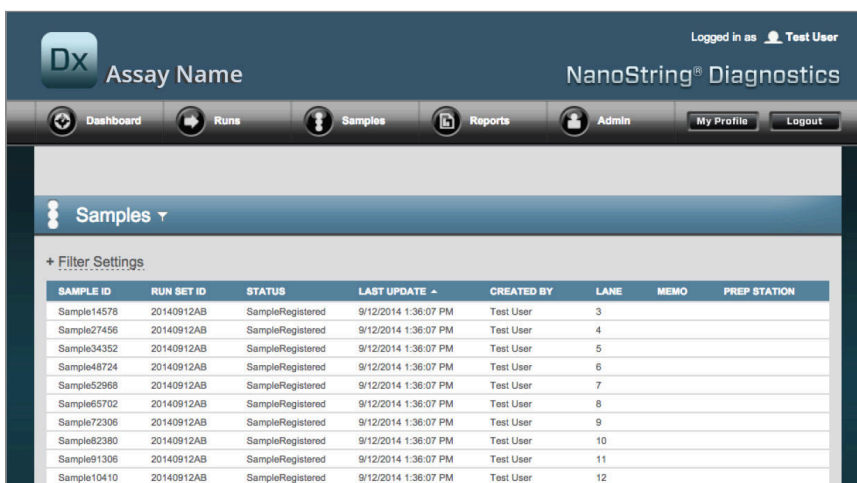 Logged in as Test User
Dx Assay Name
NanoString® Diagnostics
Dashboard Runs Samples Reports Admin My Profile Logout
Samples
+ Filter Settings
SAMPLE ID RUN SET ID STATUS LAST UPDATE CREATED BY LANE MEMO PREP STATION
Sample14578 20140912AB SampleRegistered 9/12/2014 1:36:07 PM Test User 3
Sample27456 20140912AB SampleRegistered 9/12/2014 1:36:07 PM Test User 4
Sample34352 20140912AB SampleRegistered 9/12/2014 1:36:07 PM Test User 5
Sample48724 20140912AB SampleRegistered 9/12/2014 1:36:07 PM Test User 6
Sample52968 20140912AB SampleRegistered 9/12/2014 1:36:07 PM Test User 7
Sample65702 20140912AB SampleRegistered 9/12/2014 1:36:07 PM Test User 8
Sample72306 20140912AB SampleRegistered 9/12/2014 1:36:07 PM Test User 9
Sample82380 20140912AB SampleRegistered 9/12/2014 1:36:07 PM Test User 10
Sample91306 20140912AB SampleRegistered 9/12/2014 1:36:07 PM Test User 11
Sample10410 20140912AB SampleRegistered 9/12/2014 1:36:07 PM Test User 12